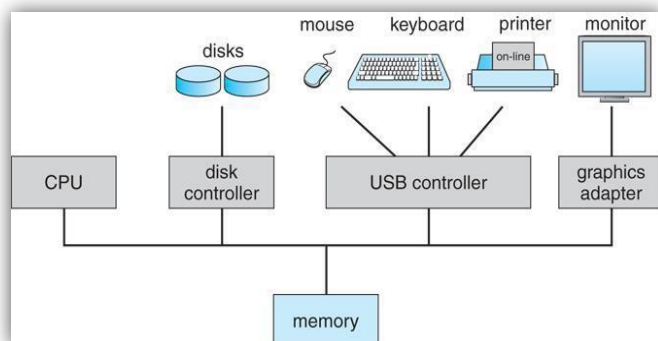 mouse
keyboard
printer
monitor
disks
on-line
CPU
disk
controller
USB controller
graphics
adapter
memory